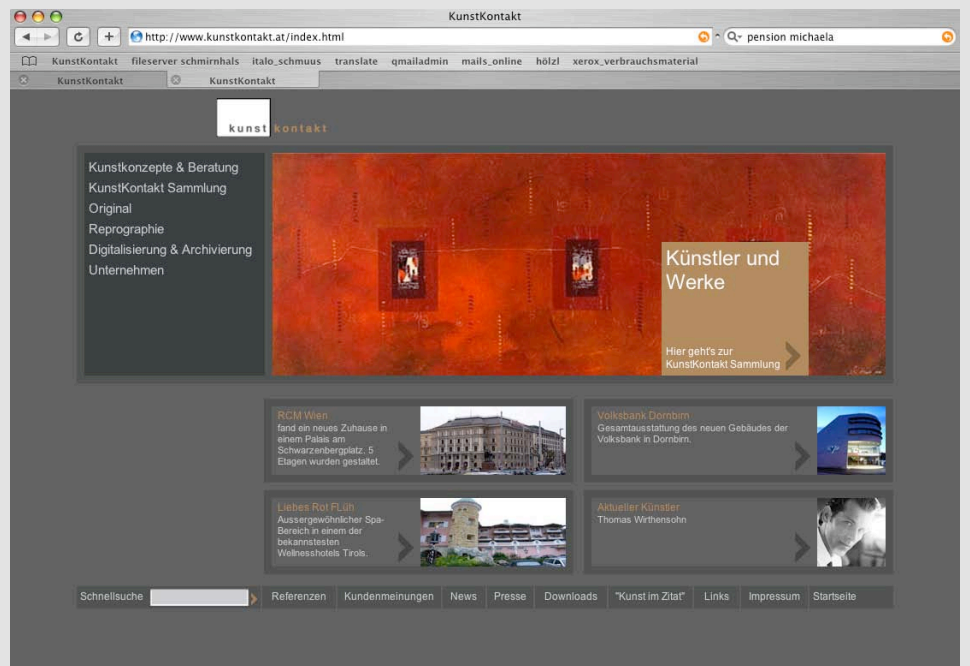 KunstKontakt
http://www.kunstkontakt.at/index.html
pension michaela
KunstKontakt fileserver schmirnhals italo_schmuus translate qmailadmin mails_online hölzl xerox_verbrauchsmaterial
KunstKontakt KunstKontakt
kunst kontakt
Kunstkonzepte & Beratung
KunstKontakt Sammlung
Original
Reprographie
Digitalisierung & Archivierung
Unternehmen
Künstler und
Werke
Hier geht's zur
KunstKontakt Sammlung
RCM Wien
fand ein neues Zuhause in
einem Palais am
Schwarzenbergplatz. 5
Etagen wurden gestaltet.
Volksbank Dornbirn
Gesamtausstattung des neuen Gebäudes der
Volksbank in Dornbirn.
Liebes Rot FLüh
Aussergewöhnlicher Spa-
Bereich in einem der
bekannstesten
Wellnesshotels Tirols.
Aktueller Künstler
Thomas Wirthensohn
Schnellsuche Referenzen Kundenmeinungen News Presse Downloads "Kunst im Zitat" Links Impressum Startseite